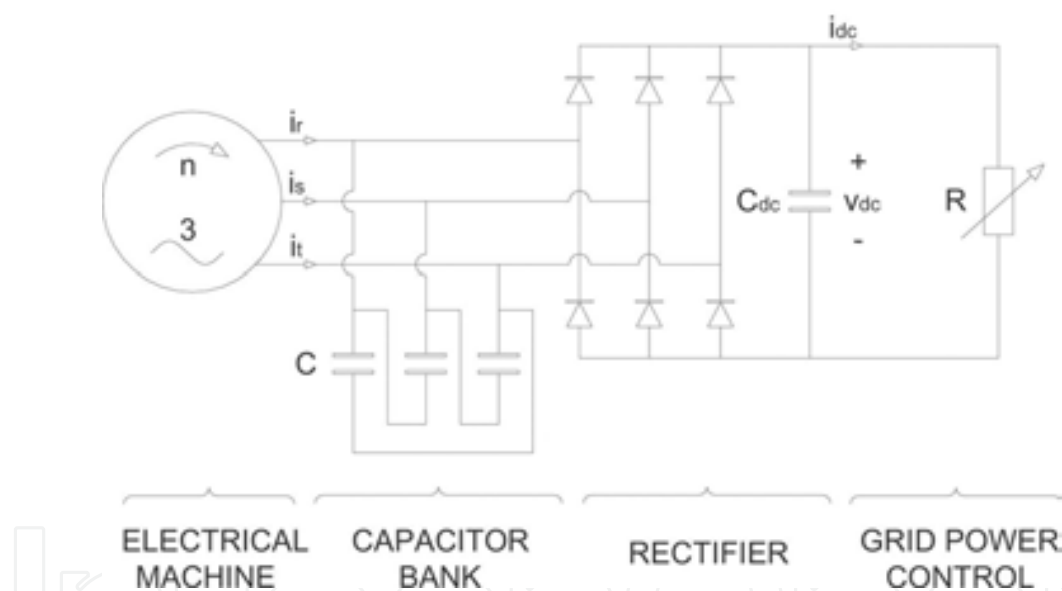 idc
ir
n
is
3
it
Cdc
+
vdc
-
R
C
ELECTRICAL
MACHINE
CAPACITOR
BANK
RECTIFIER
GRID POWER
CONTROL